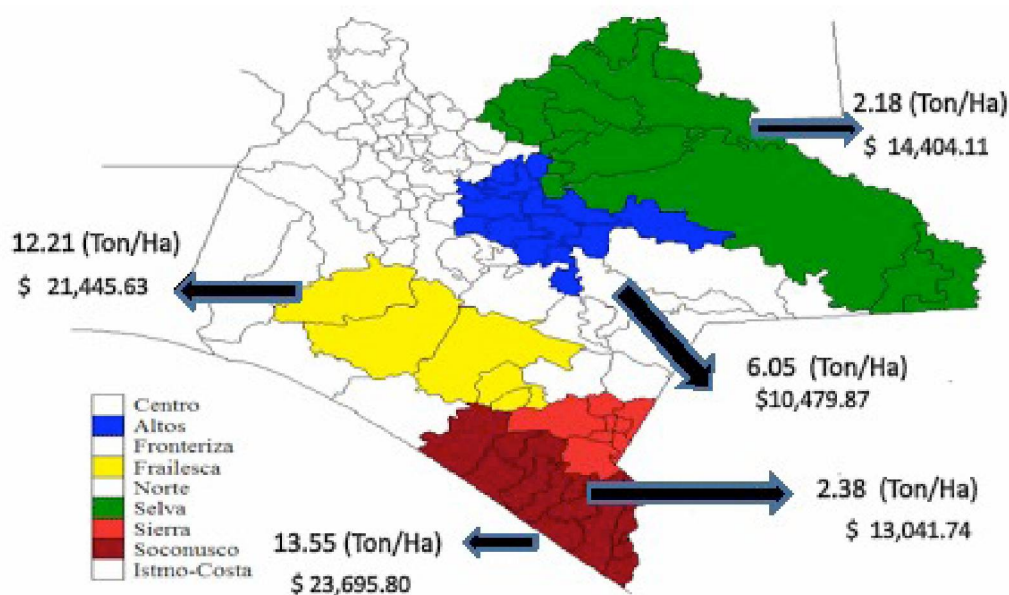 2.18 (Ton/Ha)
$ 14,404.11
12.21 (Ton/Ha)
$ 21,445.63
6.05 (Ton/Ha)
$10,479.87
Centro
Altos
Fronteriza
Frailesca
Norte
Selva
Sierra
Soconusco
Istmo-Costa
2.38 (Ton/Ha)
$ 13,041.74
13.55 (Ton/Ha)
$ 23,695.80